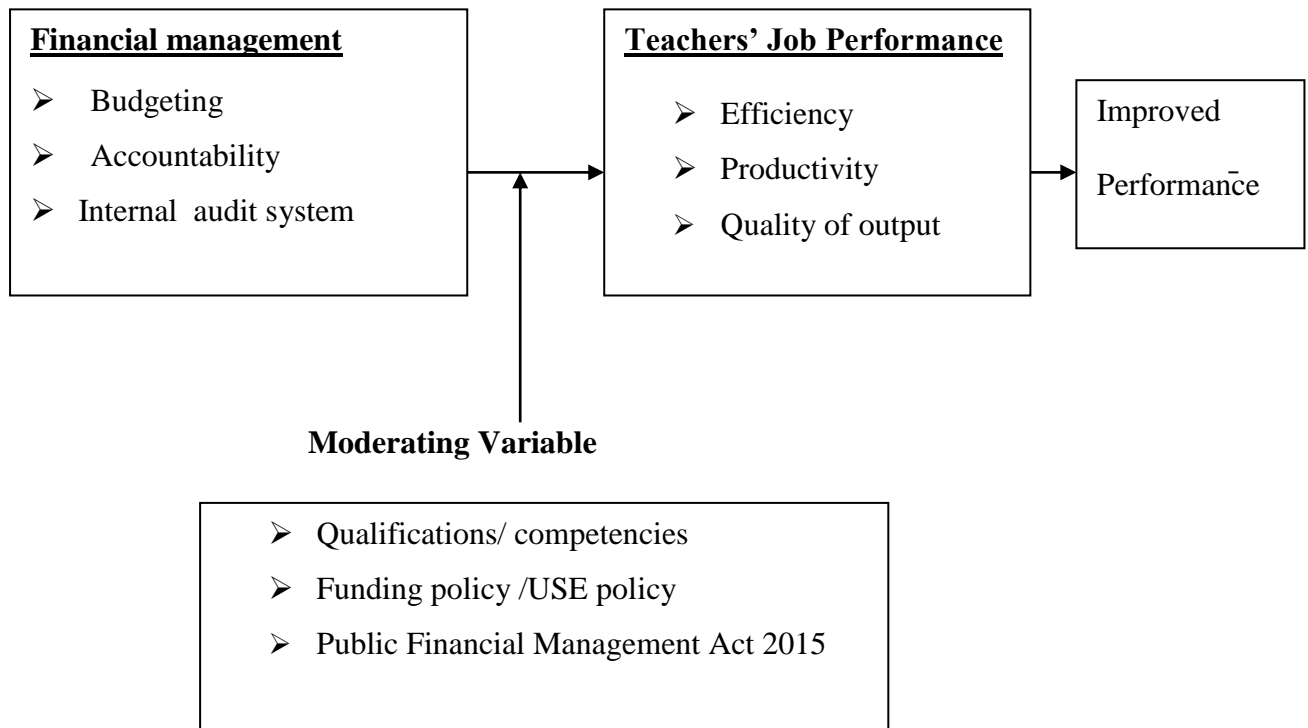 Financial management
➢ Budgeting
➢ Accountability
➢ Internal audit system
Teachers’ Job Performance
➢ Efficiency
➢ Productivity
➢ Quality of output
Improved
Performance
Moderating Variable
➢ Qualifications/ competencies
➢ Funding policy /USE policy
➢ Public Financial Management Act 2015